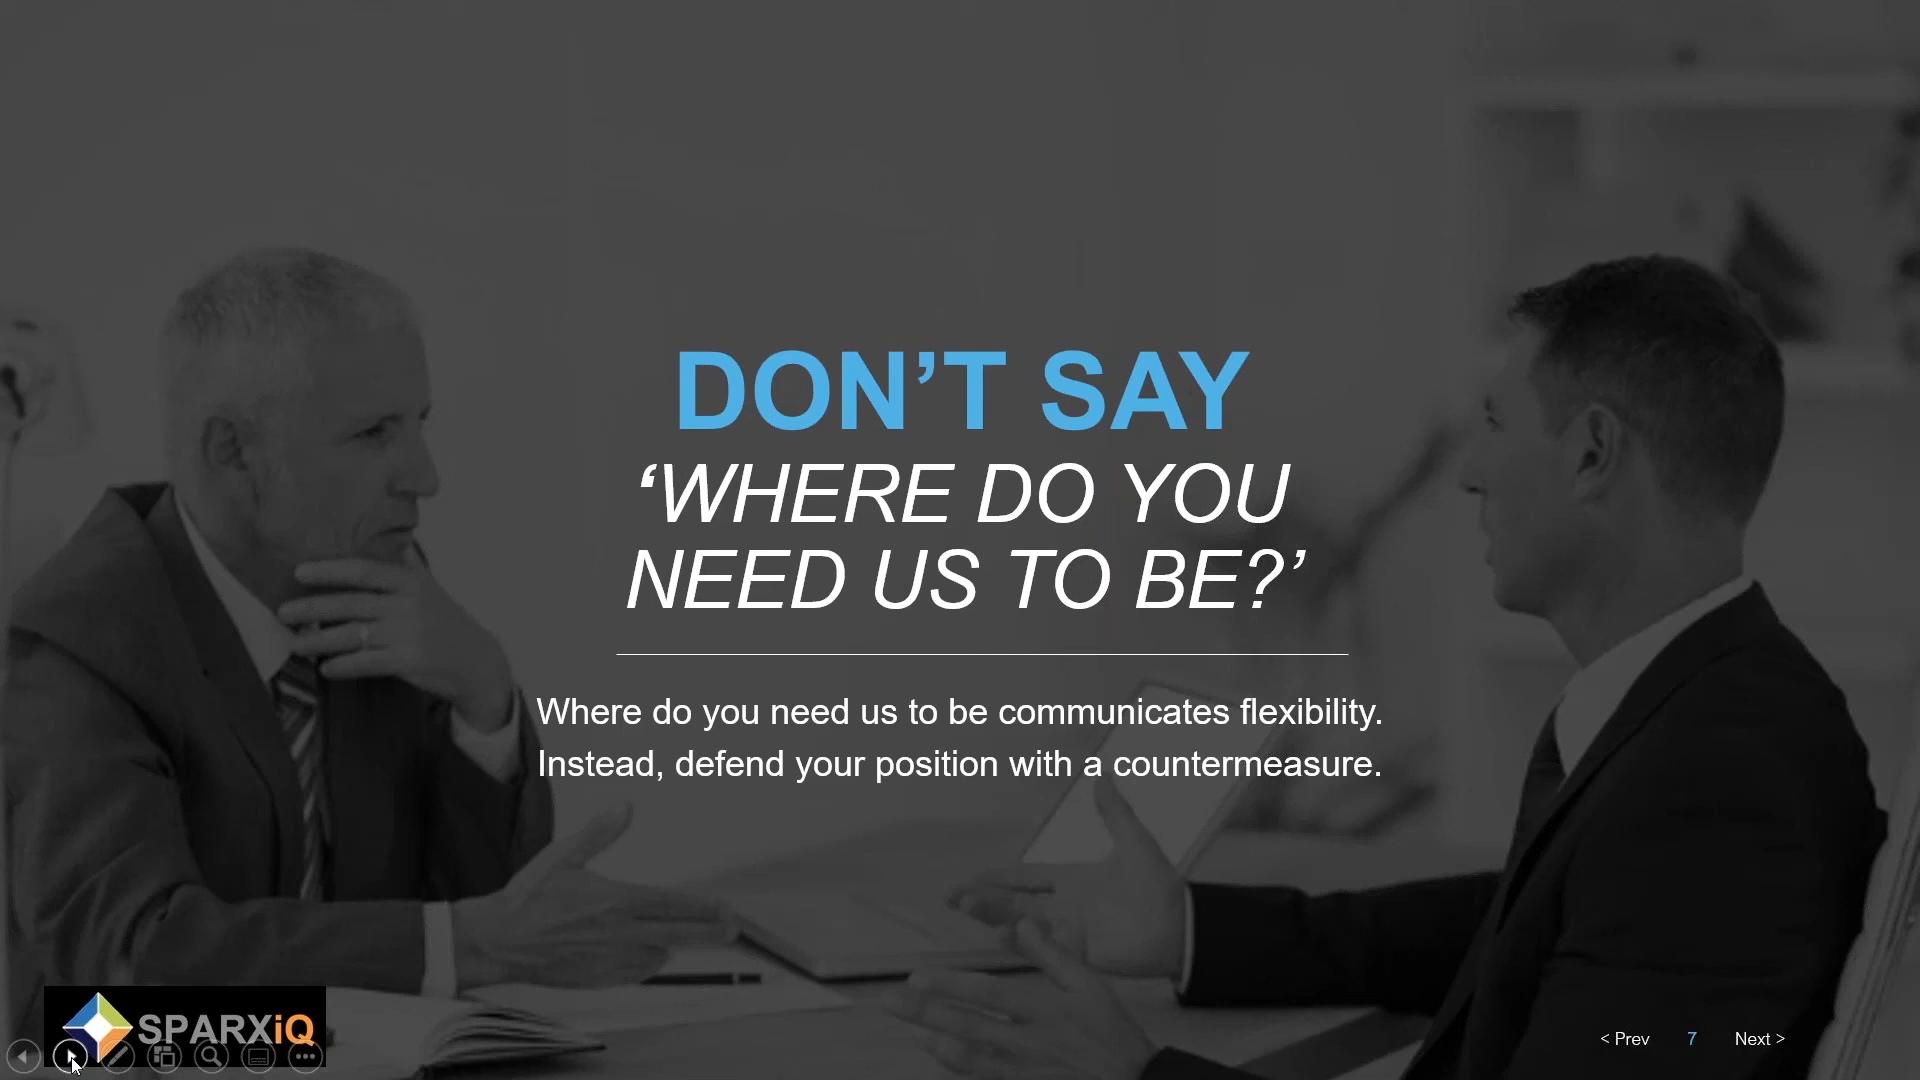 DON’T SAY
‘WHERE DO YOU
NEED US TO BE?’
Where do you need us to be communicates flexibility.
Instead, defend your position with a countermeasure.
SPARXiQ
< Prev 7 Next >